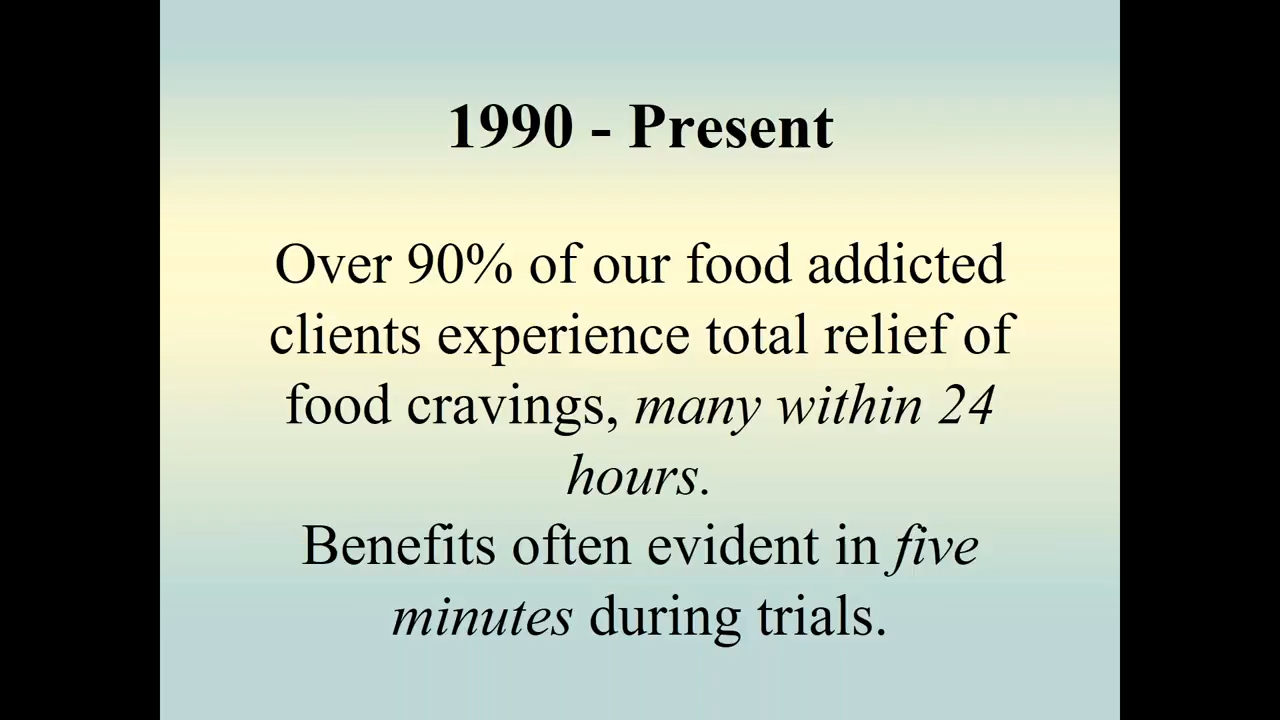 1990 - Present
Over 90% of our food addicted
clients experience total relief of
food cravings, many within 24
hours.
Benefits often evident in five
minutes during trials.